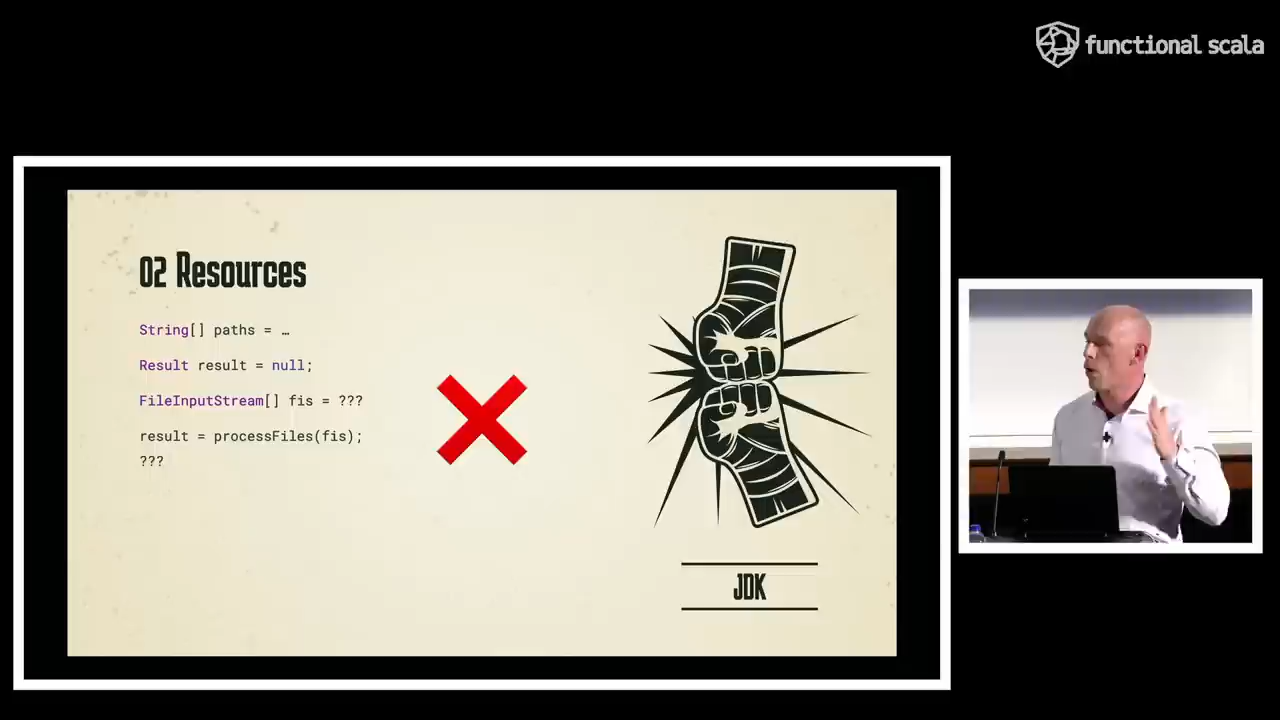 functional scala
02 Resources
String[] paths = …
Result result = null;
FileInputStream[] fis = ???
result = processFiles(fis);
???
JDK